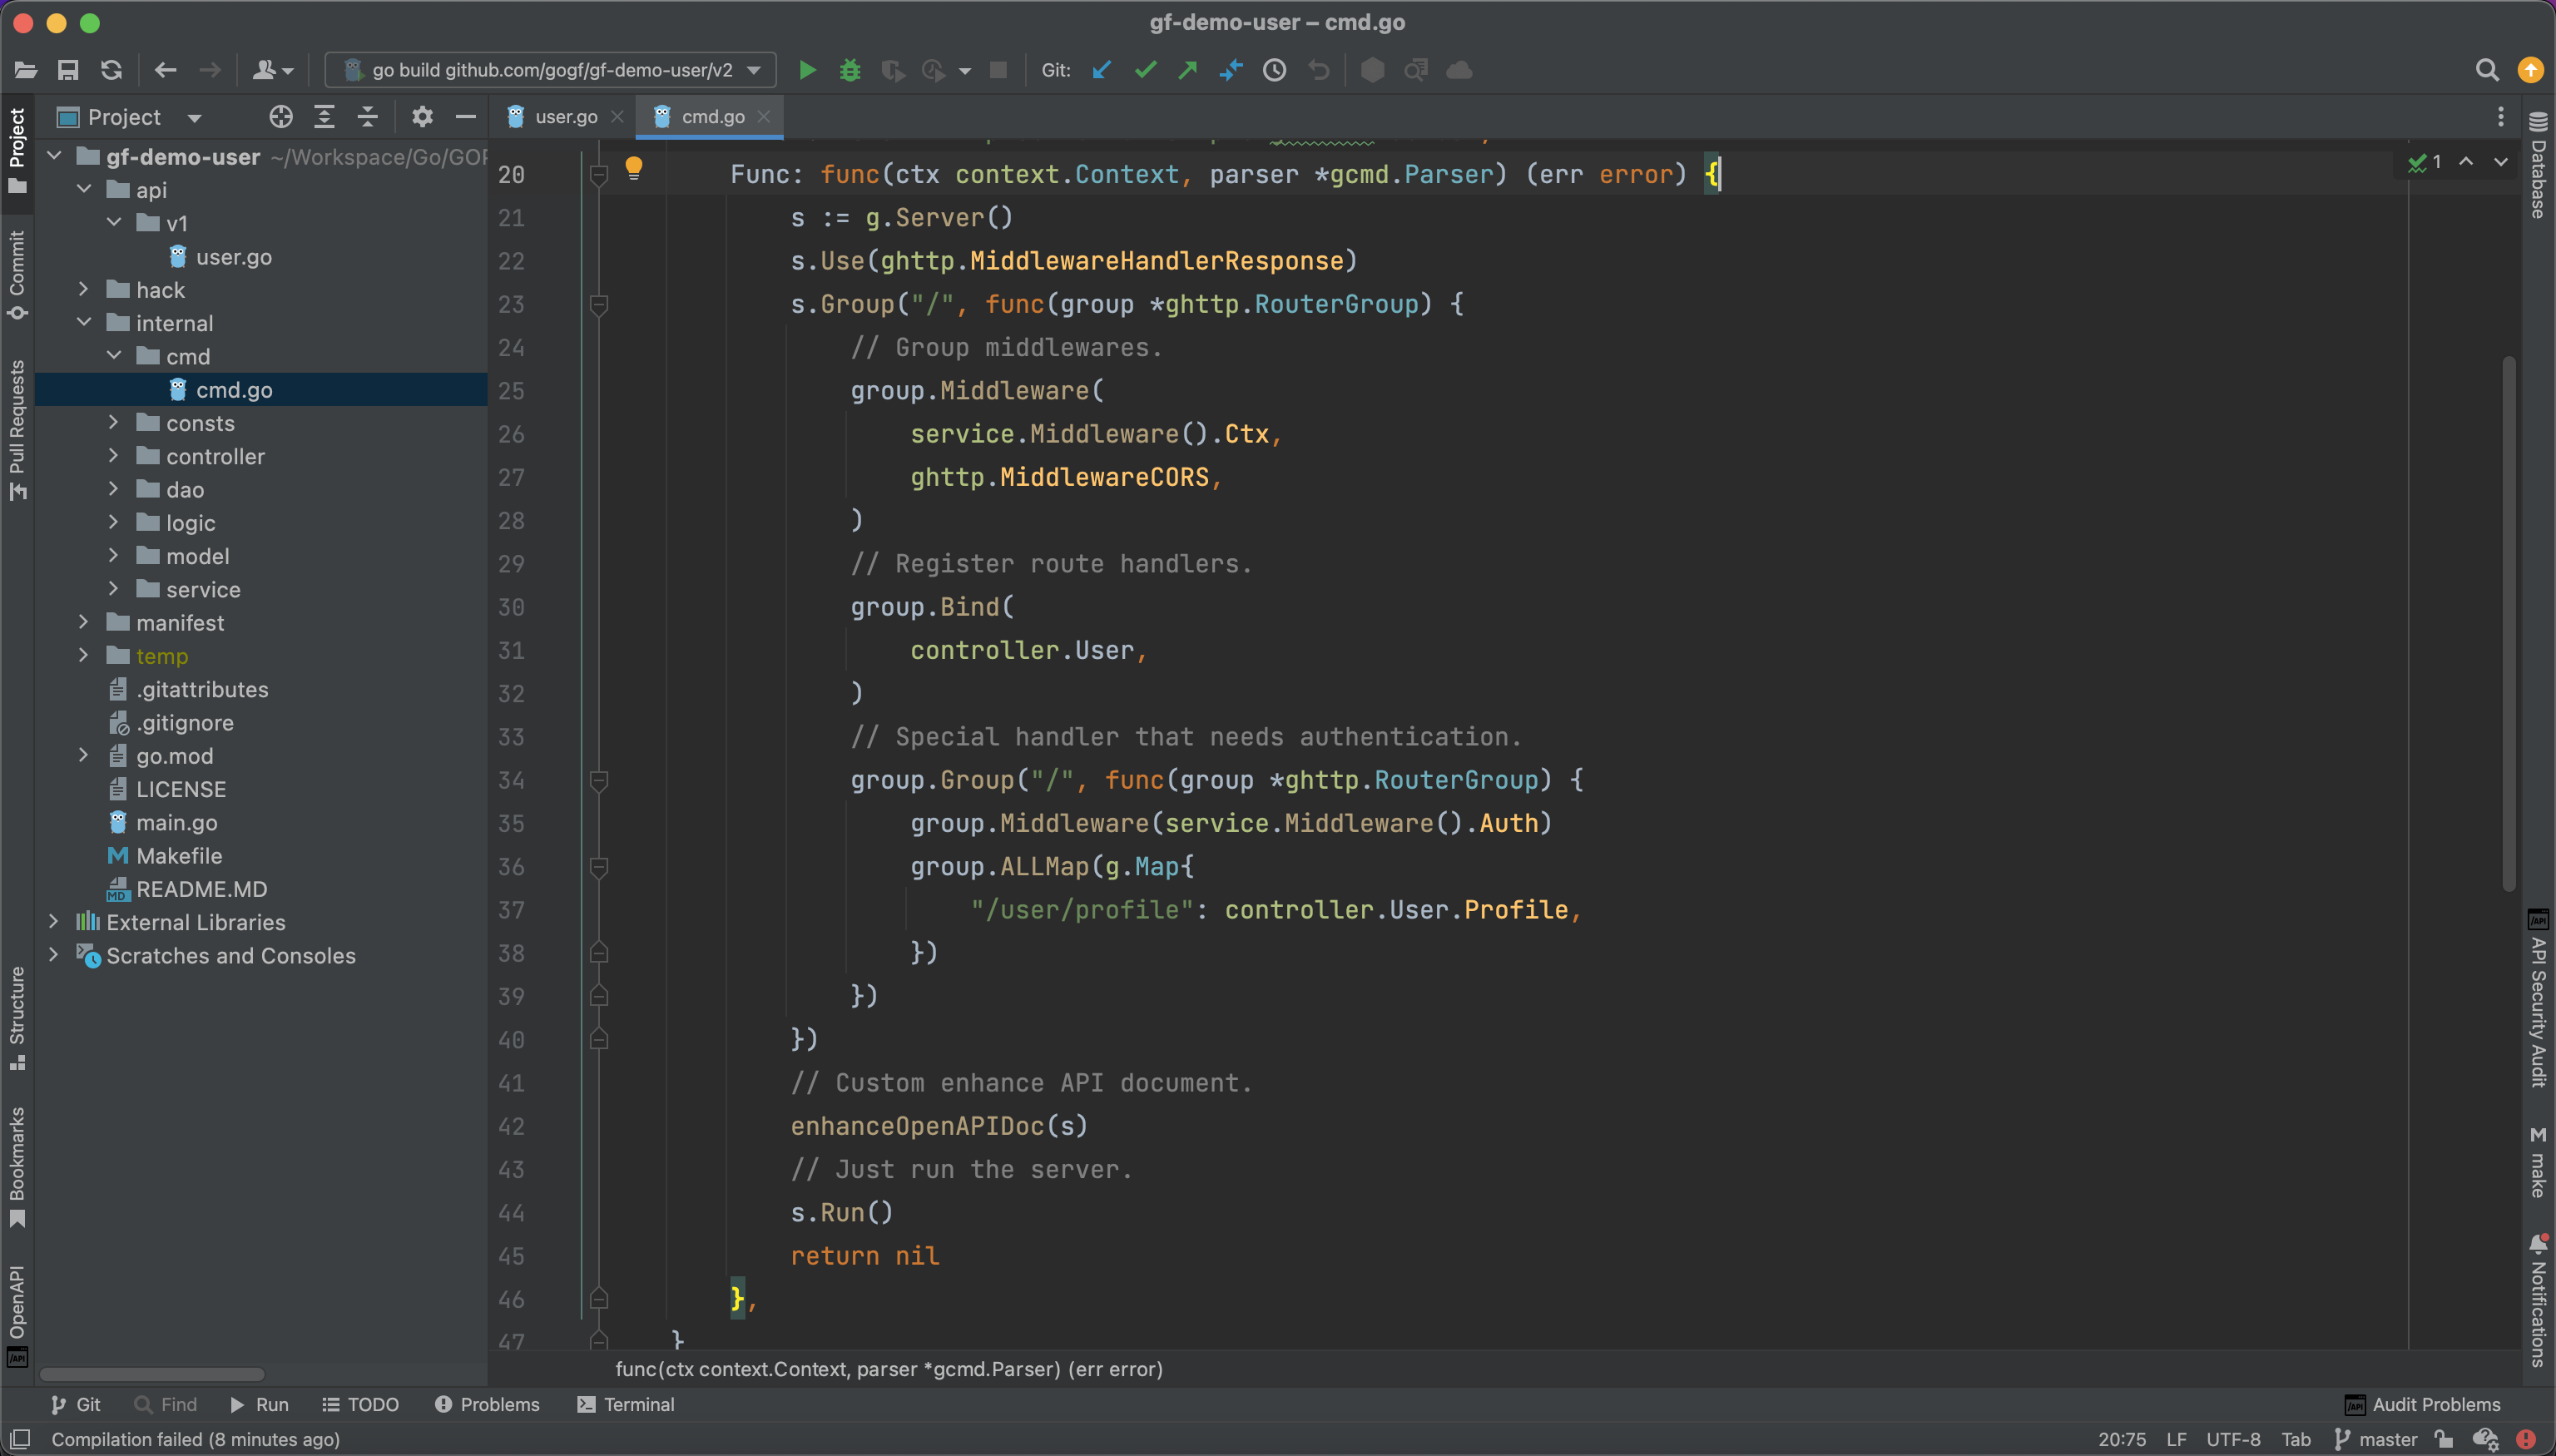 gf-demo-user – cmd.go
go build github.com/gogf/gf-demo-user/v2
Git:
Project
user.go
cmd.go
gf-demo-user ~/Workspace/Go/GOP
api
v1
user.go
hack
internal
cmd
cmd.go
consts
controller
dao
logic
model
service
manifest
temp
.gitattributes
.gitignore
go.mod
LICENSE
main.go
Makefile
README.MD
External Libraries
Scratches and Consoles
Project
Commit
Pull Requests
Structure
Bookmarks
OpenAPI
20 Func: func(ctx context.Context, parser *gcmd.Parser) (err error) {
21 s := g.Server()
22 s.Use(ghttp.MiddlewareHandlerResponse)
23 s.Group("/", func(group *ghttp.RouterGroup) {
24 // Group middlewares.
25 group.Middleware(
26 service.Middleware().Ctx,
27 ghttp.MiddlewareCORS,
28 )
29 // Register route handlers.
30 group.Bind(
31 controller.User,
32 )
33 // Special handler that needs authentication.
34 group.Group("/", func(group *ghttp.RouterGroup) {
35 group.Middleware(service.Middleware().Auth)
36 group.ALLMap(g.Map{
37 "/user/profile": controller.User.Profile,
38 })
39 })
40 })
41 // Custom enhance API document.
42 enhanceOpenAPIDoc(s)
43 // Just run the server.
44 s.Run()
45 return nil
46 },
47 }
1
func(ctx context.Context, parser *gcmd.Parser) (err error)
Database
API Security Audit
make
Notifications
Git
Find
Run
TODO
Problems
Terminal
Audit Problems
Compilation failed (8 minutes ago)
20:75 LF UTF-8 Tab master